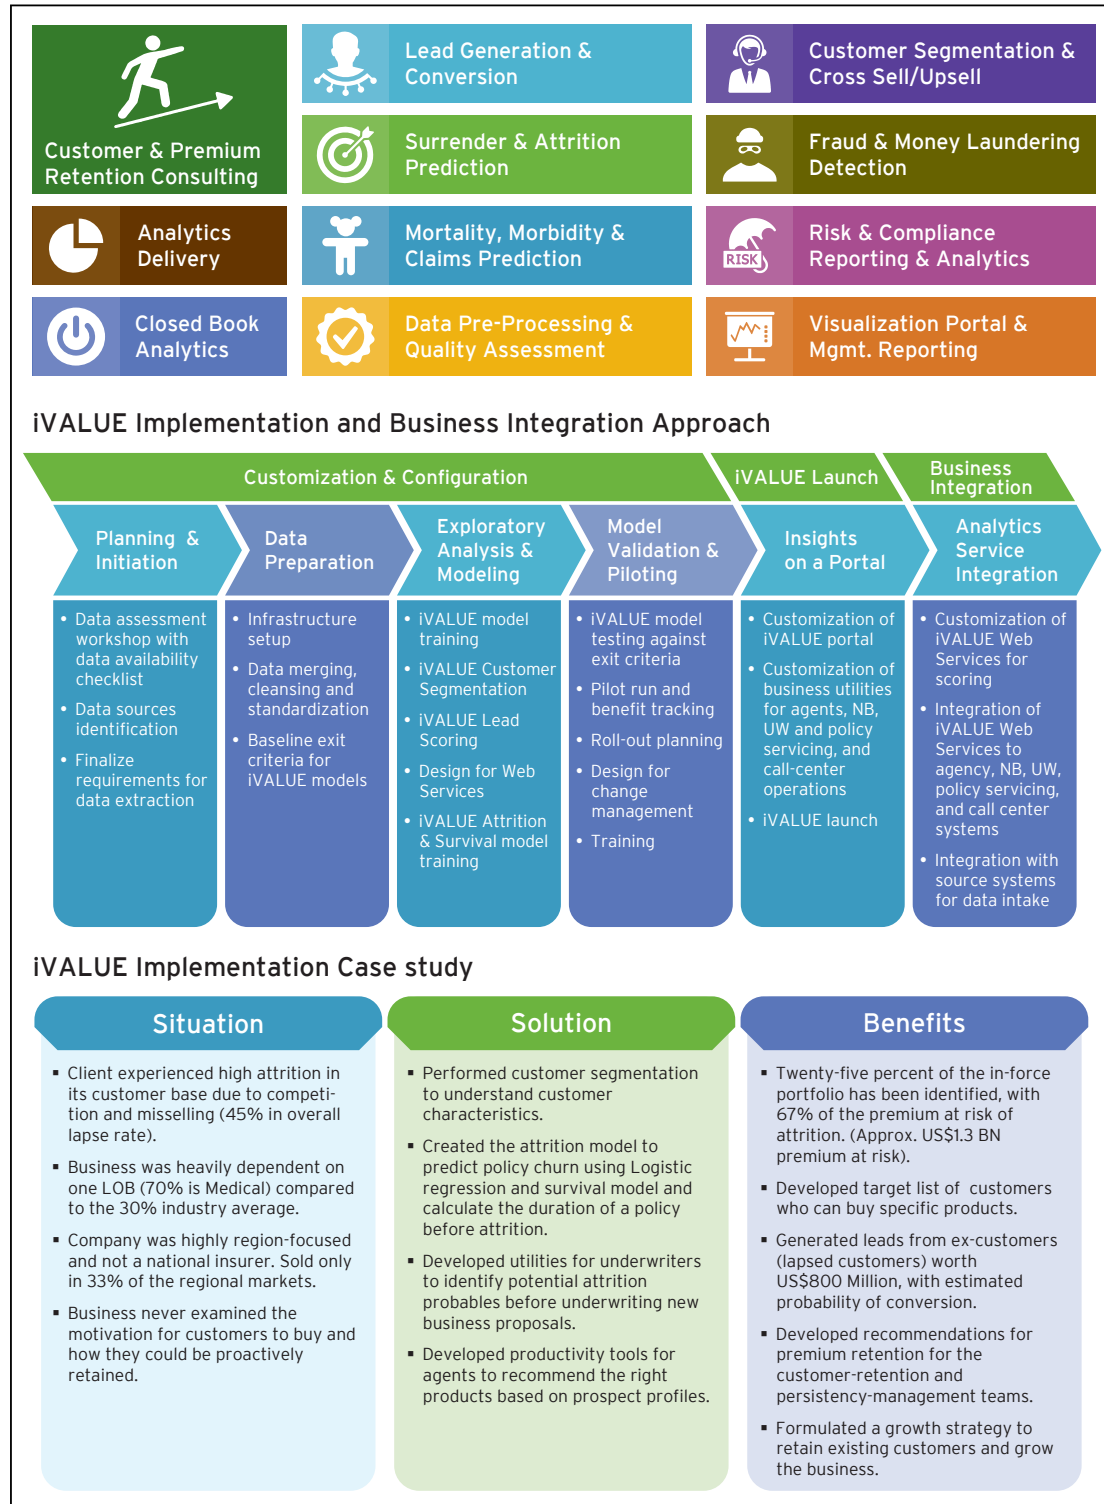 Customer & Premium
Retention Consulting
Lead Generation &
Conversion
Customer Segmentation &
Cross Sell/Upsell
Surrender & Attrition
Prediction
Fraud & Money Laundering
Detection
Analytics
Delivery
Mortality, Morbidity &
Claims Prediction
RISK
Risk & Compliance
Reporting & Analytics
Closed Book
Analytics
Data Pre-Processing &
Quality Assessment
Visualization Portal &
Mgmt. Reporting
iVALUE Implementation and Business Integration Approach
Customization & Configuration
iVALUE Launch
Business
Integration
Planning &
Initiation
Data
Preparation
Exploratory
Analysis &
Modeling
Model
Validation &
Piloting
Insights
on a Portal
Analytics
Service
Integration
• Data assessment
workshop with
data availability
checklist
• Data sources
identification
• Finalize
requirements for
data extraction
• Infrastructure
setup
• Data merging,
cleansing and
standardization
• Baseline exit
criteria for
iVALUE models
• iVALUE model
training
• iVALUE Customer
Segmentation
• iVALUE Lead
Scoring
• Design for Web
Services
• iVALUE Attrition
& Survival model
training
• iVALUE model
testing against
exit criteria
• Pilot run and
benefit tracking
• Roll-out planning
• Design for
change
management
• Training
• Customization of
iVALUE portal
• Customization of
business utilities
for agents, NB,
UW and policy
servicing, and
call-center
operations
• iVALUE launch
• Customization of
iVALUE Web
Services for
scoring
• Integration of
iVALUE Web
Services to
agency, NB, UW,
policy servicing,
and call center
systems
• Integration with
source systems
for data intake
iVALUE Implementation Case study
Situation
▪ Client experienced high attrition in
its customer base due to competi-
tion and misselling (45% in overall
lapse rate).
▪ Business was heavily dependent on
one LOB (70% is Medical) compared
to the 30% industry average.
▪ Company was highly region-focused
and not a national insurer. Sold only
in 33% of the regional markets.
▪ Business never examined the
motivation for customers to buy and
how they could be proactively
retained.
Solution
▪ Performed customer segmentation
to understand customer
characteristics.
▪ Created the attrition model to
predict policy churn using Logistic
regression and survival model and
calculate the duration of a policy
before attrition.
▪ Developed utilities for underwriters
to identify potential attrition
probables before underwriting new
business proposals.
▪ Developed productivity tools for
agents to recommend the right
products based on prospect profiles.
Benefits
▪ Twenty-five percent of the in-force
portfolio has been identified, with
67% of the premium at risk of
attrition. (Approx. US$1.3 BN
premium at risk).
▪ Developed target list of customers
who can buy specific products.
▪ Generated leads from ex-customers
(lapsed customers) worth
US$800 Million, with estimated
probability of conversion.
▪ Developed recommendations for
premium retention for the
customer-retention and
persistency-management teams.
▪ Formulated a growth strategy to
retain existing customers and grow
the business.